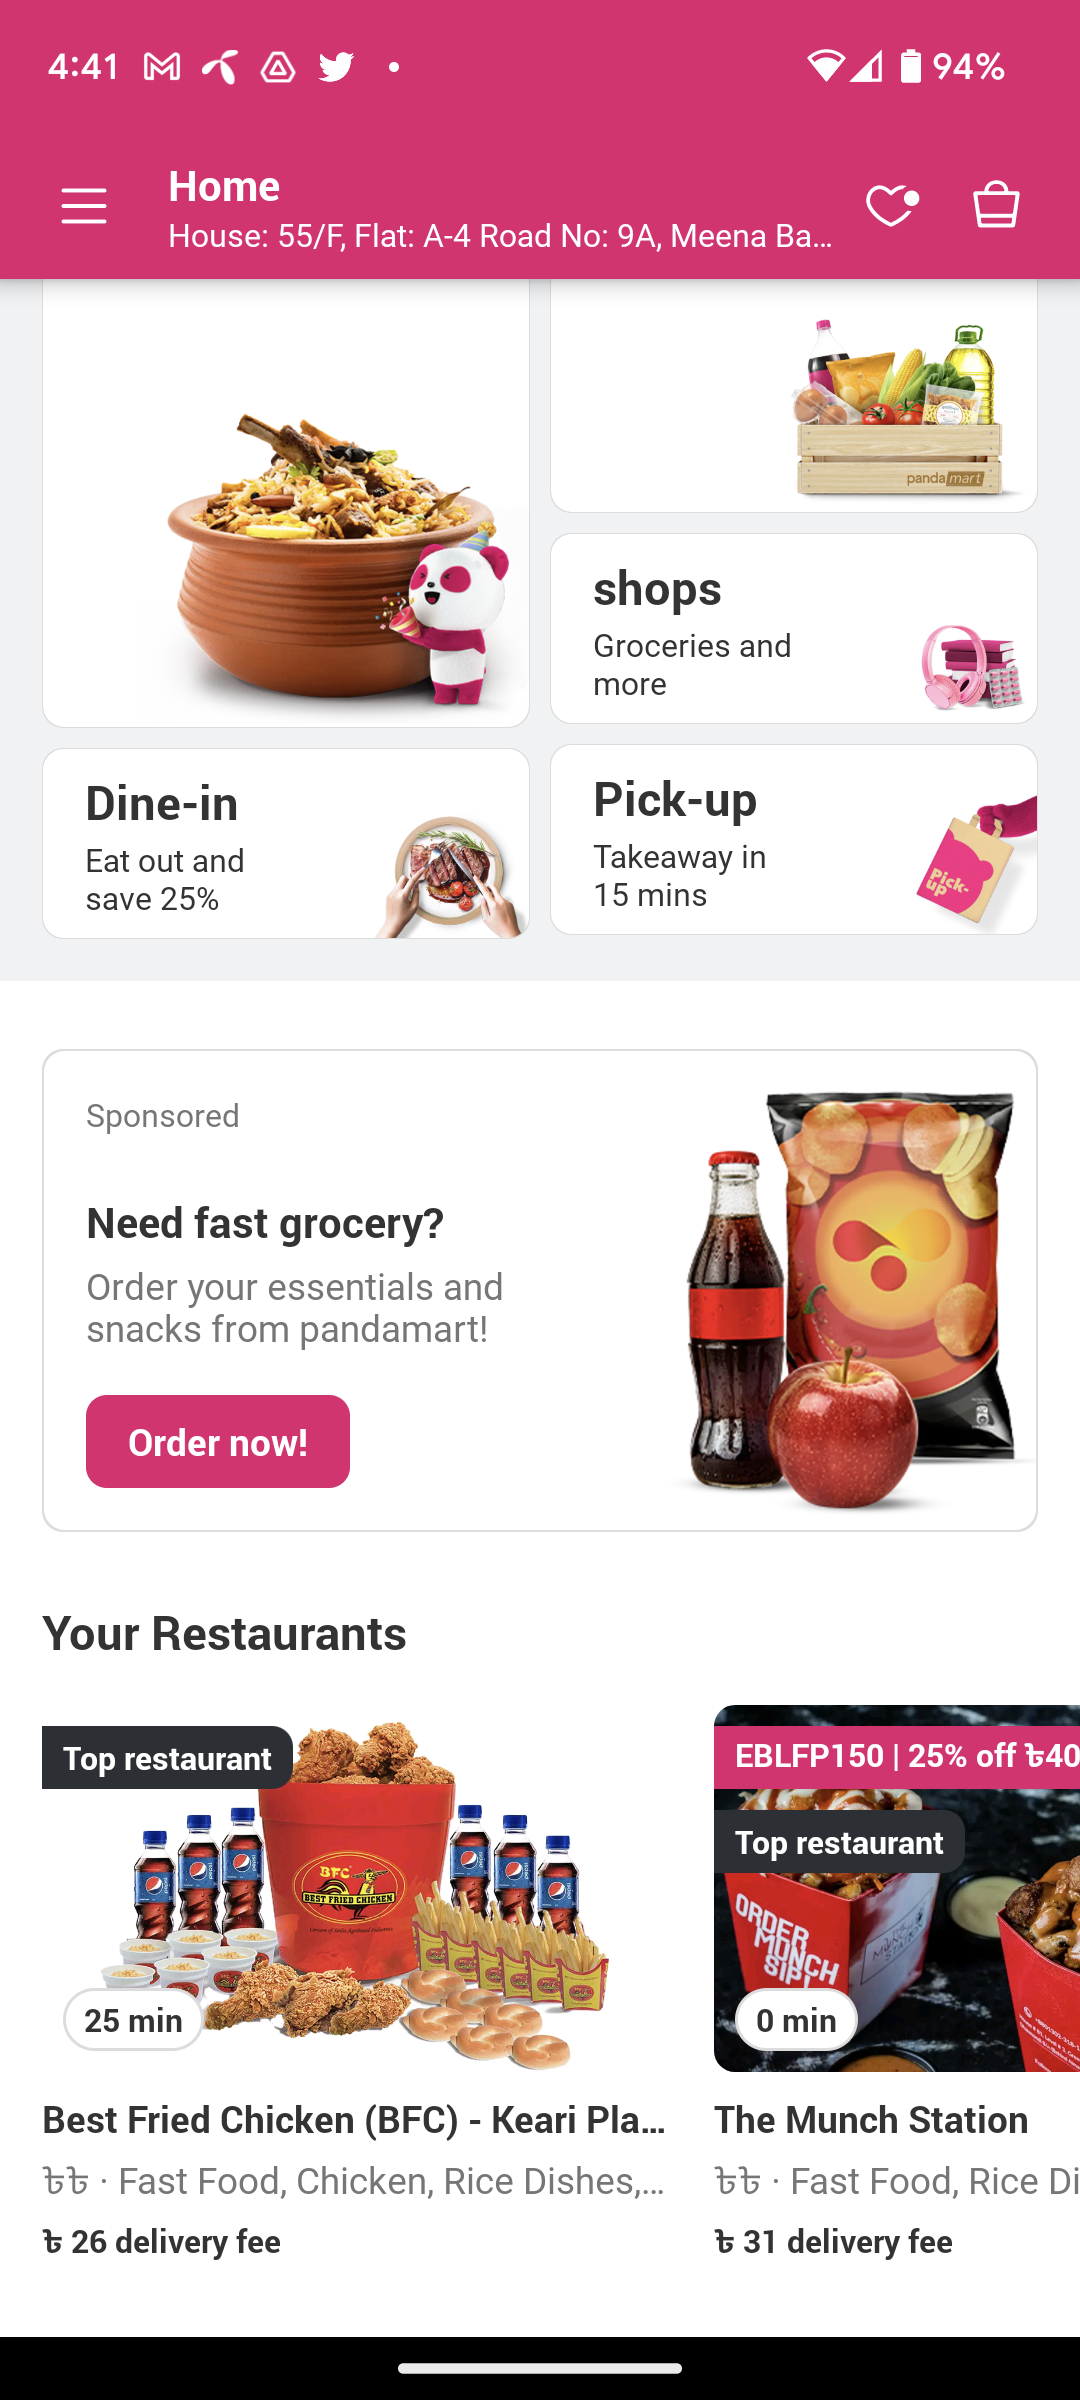 4:41
94%
Home
House: 55/F, Flat: A-4 Road No: 9A, Meena Ba...
pandamart
shops
Groceries and
more
Dine-in
Eat out and
save 25%
Pick-up
Takeaway in
15 mins
Pick-
up
Sponsored
Need fast grocery?
Order your essentials and
snacks from pandamart!
Order now!
Your Restaurants
Top restaurant
BFC
BEST FRIED CHICKEN
25 min
EBLFP150 | 25% off ৳40
Top restaurant
ORDER
MUNCH
SIP!
0 min
Best Fried Chicken (BFC) - Keari Pla...
৳৳ · Fast Food, Chicken, Rice Dishes,...
৳ 26 delivery fee
The Munch Station
৳৳ · Fast Food, Rice Di
৳ 31 delivery fee